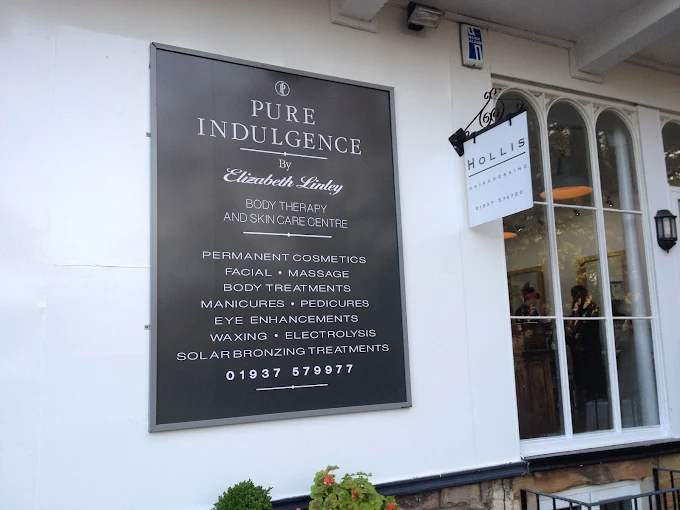 PURE
INDULGENCE
By
Elizabeth Linley
BODY THERAPY
AND SKIN CARE CENTRE
PERMANENT COSMETICS
FACIAL • MASSAGE
BODY TREATMENTS
MANICURES • PEDICURES
EYE ENHANCEMENTS
WAXING • ELECTROLYSIS
SOLAR BRONZING TREATMENTS
01937 579977
HOLLIS
HAIRDRESSING